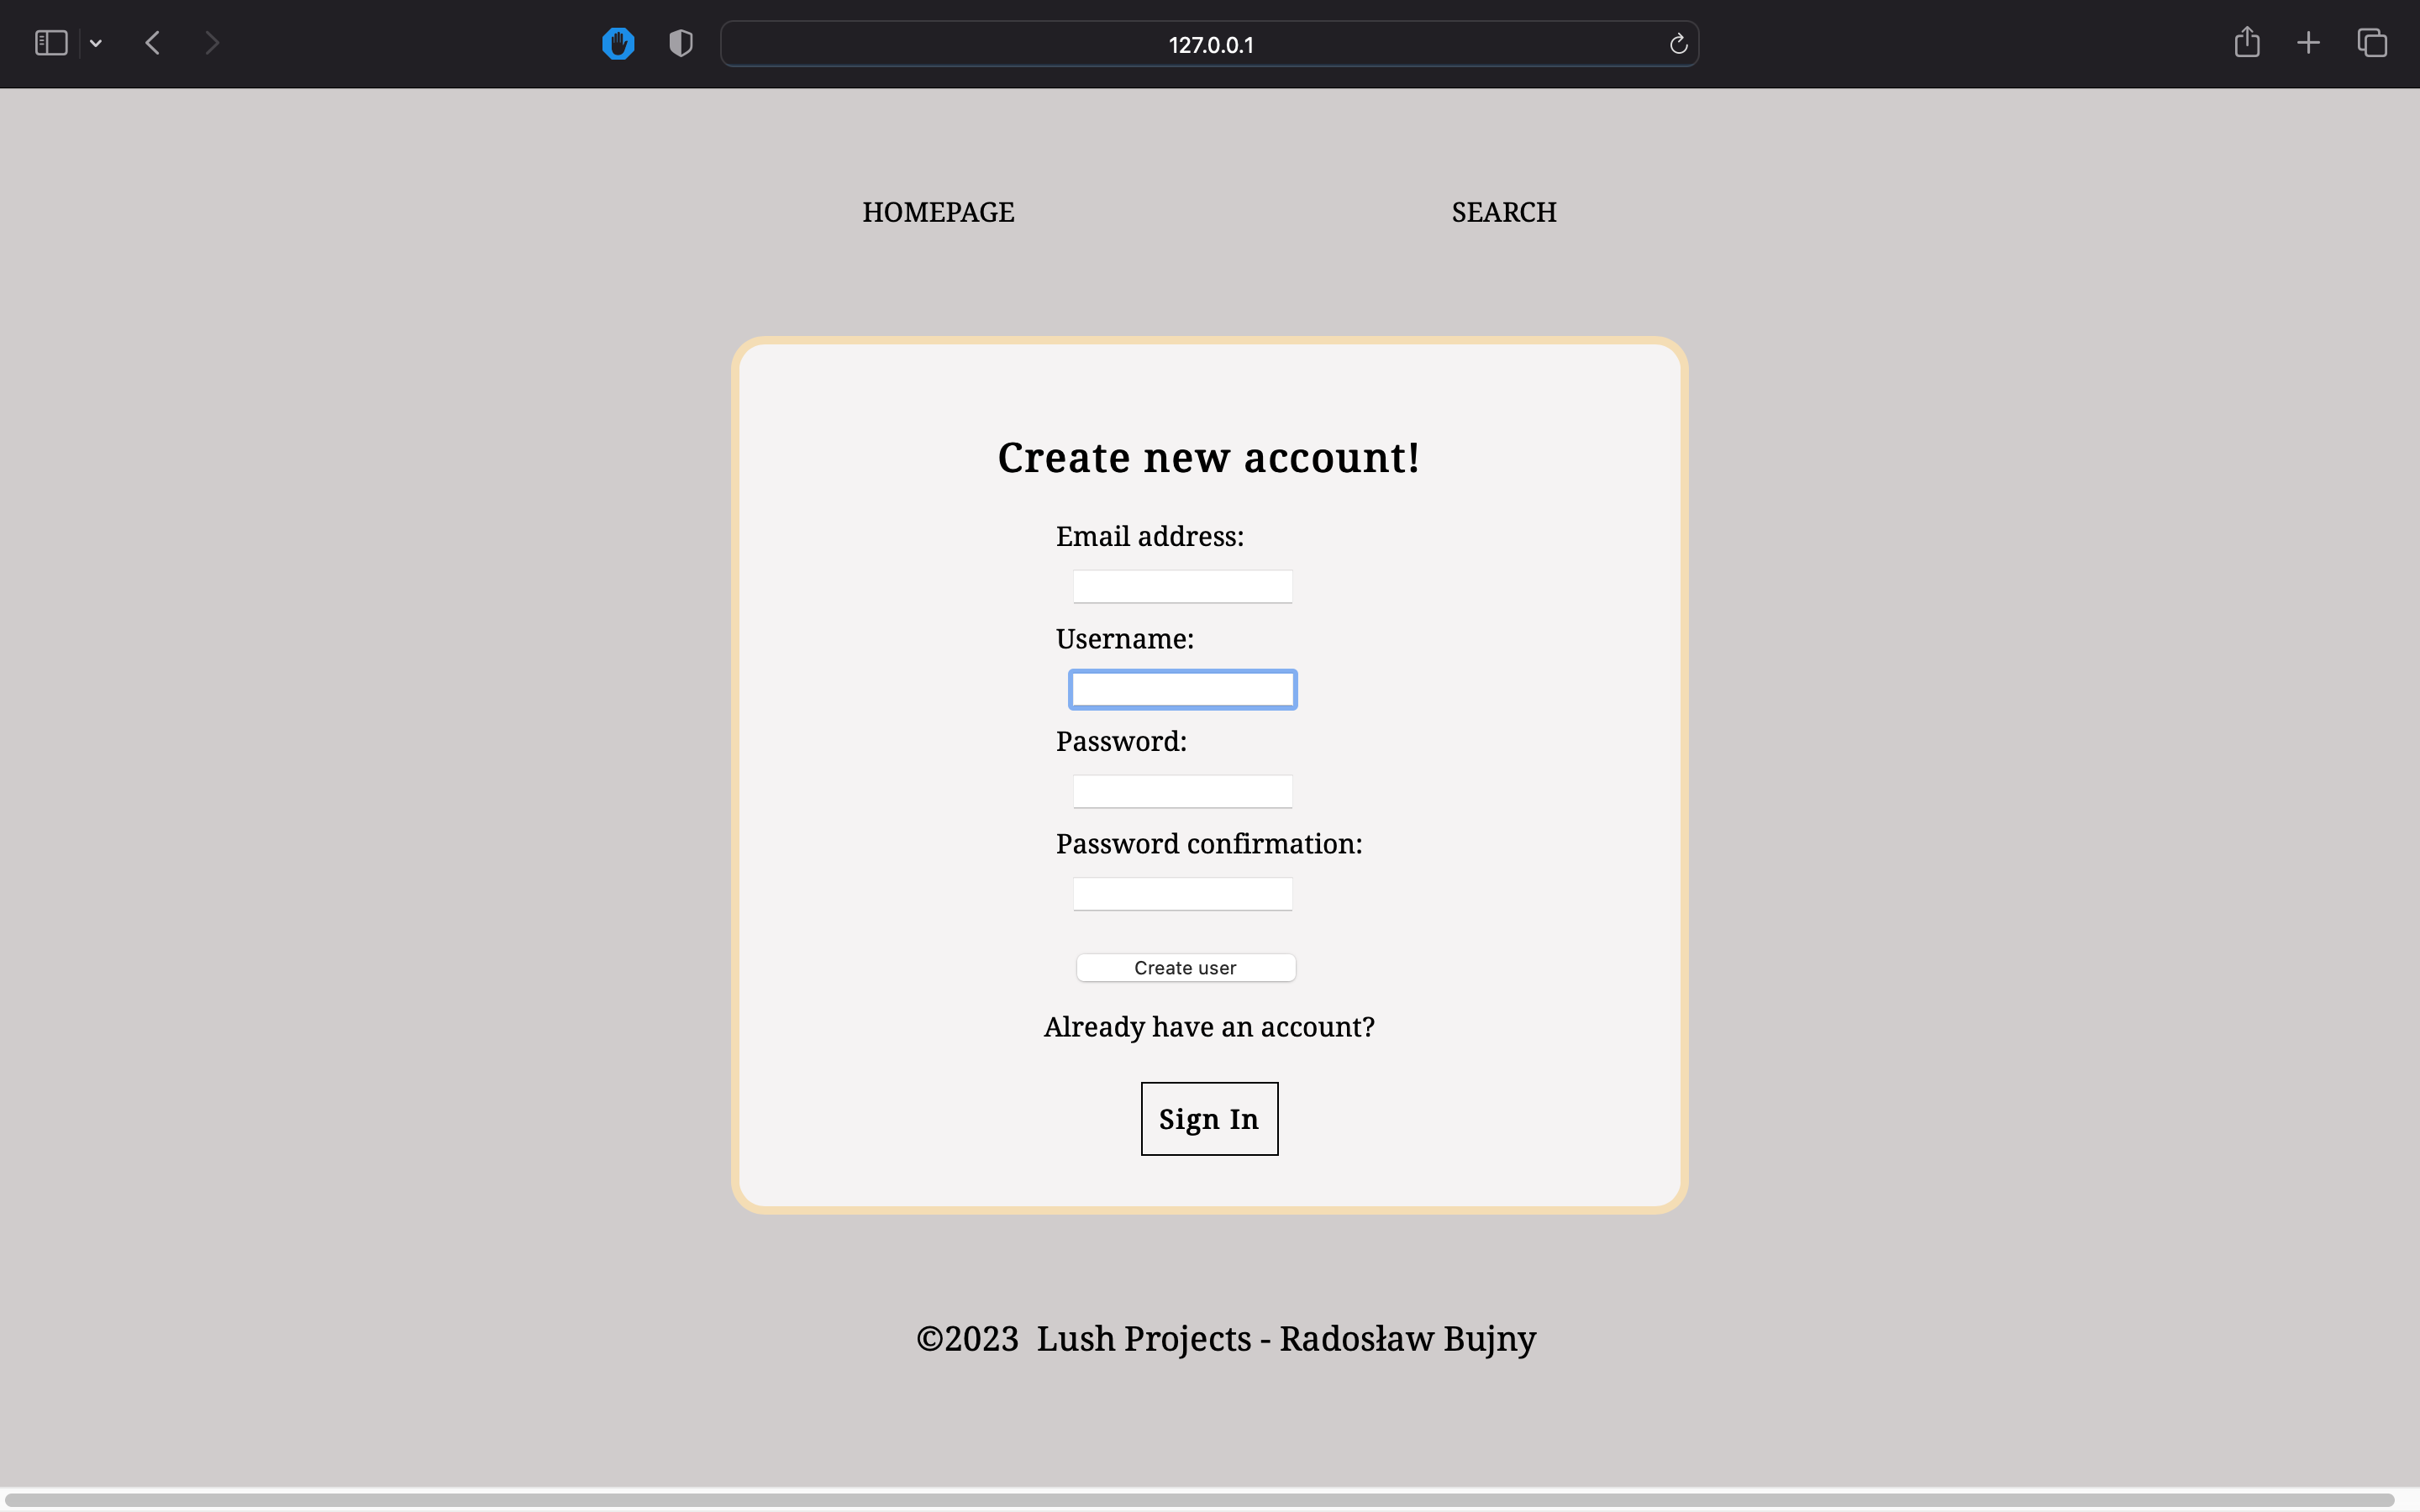 127.0.0.1
HOMEPAGE SEARCH
Create new account!
Email address:
Username:
Password:
Password confirmation:
Create user
Already have an account?
Sign In
©2023 Lush Projects - Radosław Bujny